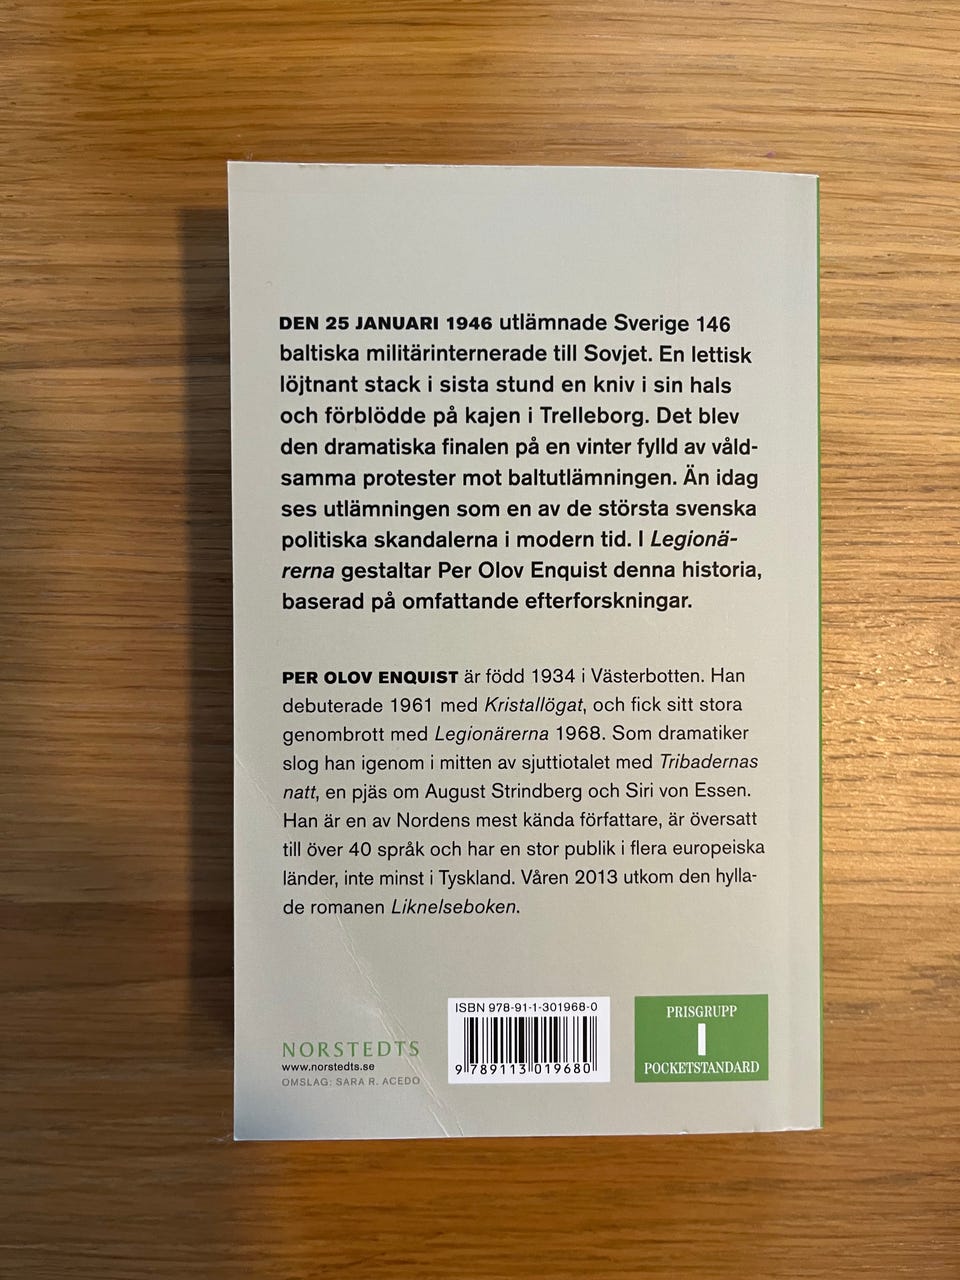 DEN 25 JANUARI 1946 utlämnade Sverige 146
baltiska militärinternerade till Sovjet. En lettisk
löjtnant stack i sista stund en kniv i sin hals
och förblödde på kajen i Trelleborg. Det blev
den dramatiska finalen på en vinter fylld av våld-
samma protester mot baltutlämningen. Än idag
ses utlämningen som en av de största svenska
politiska skandalerna i modern tid. I Legionä-
rerna gestaltar Per Olov Enquist denna historia,
baserad på omfattande efterforskningar.
PER OLOV ENQUIST är född 1934 i Västerbotten. Han
debuterade 1961 med Kristallögat, och fick sitt stora
genombrott med Legionärerna 1968. Som dramatiker
slog han igenom i mitten av sjuttiotalet med Tribadernas
natt, en pjäs om August Strindberg och Siri von Essen.
Han är en av Nordens mest kända författare, är översatt
till över 40 språk och har en stor publik i flera europeiska
länder, inte minst i Tyskland. Våren 2013 utkom den hylla-
de romanen Liknelseboken.
NORSTEDTS
www.norstedts.se
OMSLAG: SARA R. ACEDO
ISBN 978-91-1-301968-0
9 789113 019680
PRISGRUPP
I
POCKETSTANDARD